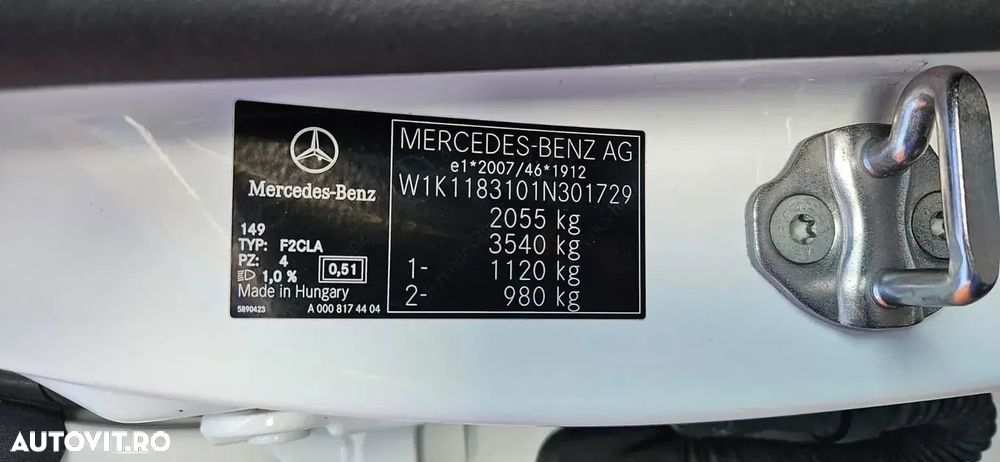 Mercedes-Benz
149
TYP: F2CLA
PZ: 4
1,0 % 0,51
Made in Hungary
5890423 A 000 817 44 04
MERCEDES-BENZ AG
e1*2007/46*1912
W1K1183101N301729
2055 kg
3540 kg
1- 1120 kg
2- 980 kg
AUTOVIT.RO